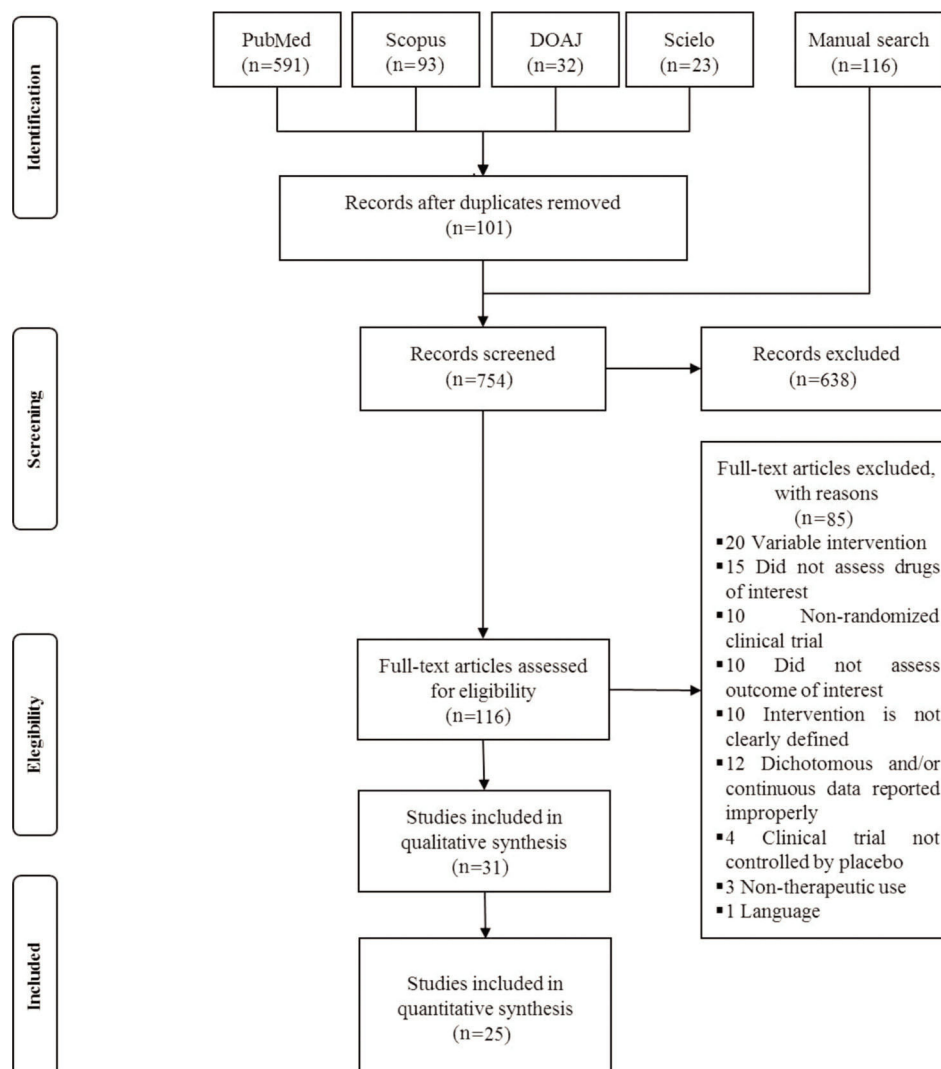 PubMed
(n=591)
Scopus
(n=93)
DOAJ
(n=32)
Scielo
(n=23)
Manual search
(n=116)
Identification
Records after duplicates removed
(n=101)
Screening
Records screened
(n=754)
Records excluded
(n=638)
Full-text articles excluded,
with reasons
(n=85)
▪20 Variable intervention
▪15 Did not assess drugs
of interest
▪10 Non-randomized
clinical trial
▪10 Did not assess
outcome of interest
▪10 Intervention is not
clearly defined
▪12 Dichotomous and/or
continuous data reported
improperly
▪4 Clinical trial not
controlled by placebo
▪3 Non-therapeutic use
▪1 Language
Elegibility
Full-text articles assessed
for eligibility
(n=116)
Studies included in
qualitative synthesis
(n=31)
Included
Studies included in
quantitative synthesis
(n=25)